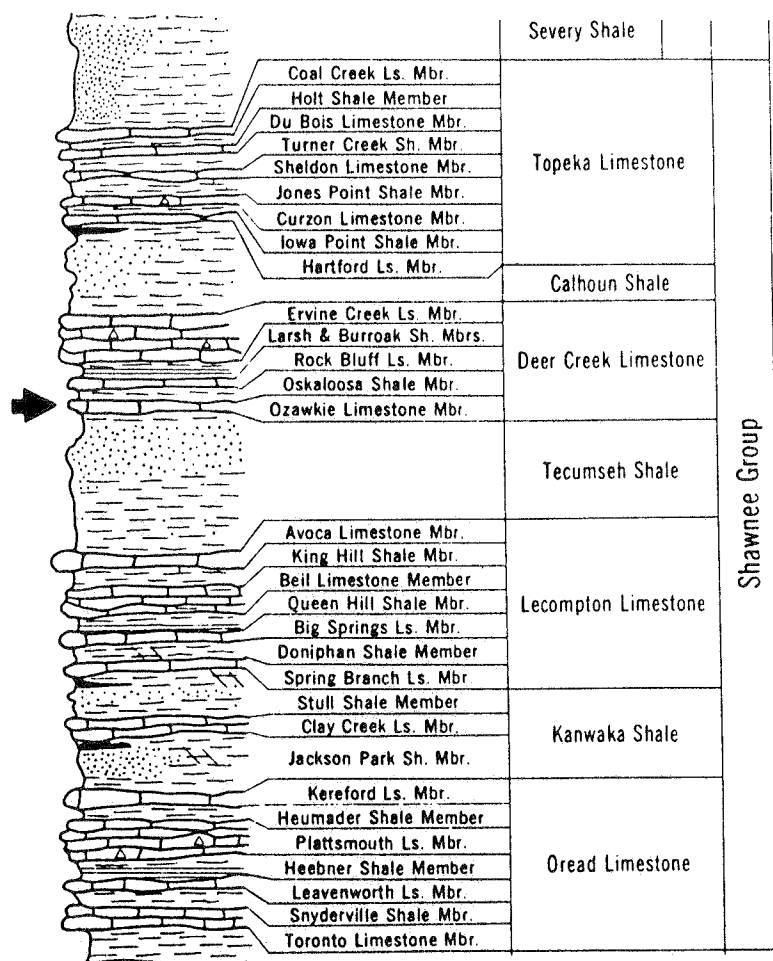 Severy Shale
Coal Creek Ls. Mbr.
Holt Shale Member
Du Bois Limestone Mbr.
Turner Creek Sh. Mbr.
Sheldon Limestone Mbr.
Jones Point Shale Mbr.
Curzon Limestone Mbr.
Iowa Point Shale Mbr.
Hartford Ls. Mbr.
Topeka Limestone
Calhoun Shale
Ervine Creek Ls. Mbr.
Larsh & Burroak Sh. Mbrs.
Rock Bluff Ls. Mbr.
Oskaloosa Shale Mbr.
Ozawkie Limestone Mbr.
Deer Creek Limestone
Tecumseh Shale
Avoca Limestone Mbr.
King Hill Shale Mbr.
Beil Limestone Member
Queen Hill Shale Mbr.
Big Springs Ls. Mbr.
Doniphan Shale Member
Spring Branch Ls. Mbr
Lecompton Limestone
Stull Shale Member
Clay Creek Ls. Mbr.
Jackson Park Sh. Mbr.
Kanwaka Shale
Kereford Ls. Mbr.
Heumader Shale Member
Plattsmouth Ls. Mbr.
Heebner Shale Member
Leavenworth Ls. Mbr.
Snyderville Shale Mbr.
Toronto Limestone Mbr.
Oread Limestone
Shawnee Group